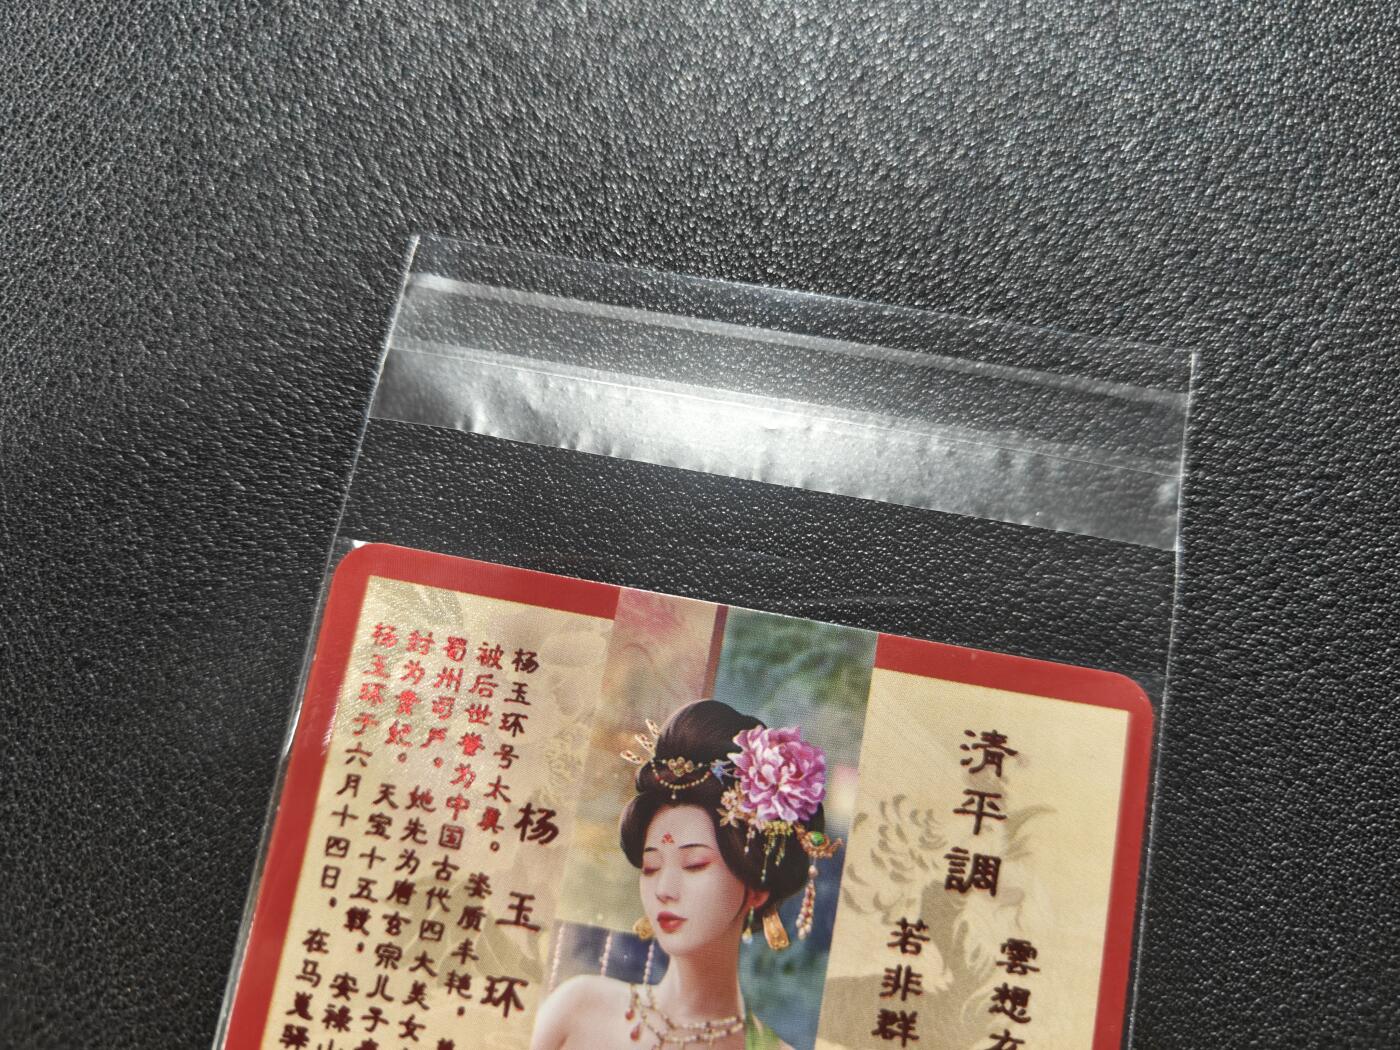 清平調
雲想
若非群
杨玉环
杨玉环号太真。姿质丰艳，
被后世誉为中国古代四大美女
蜀州司户。她先为唐玄宗儿子
封为贵妃。天宝十五载，安禄山
杨玉环于六月十四日，在马嵬驿